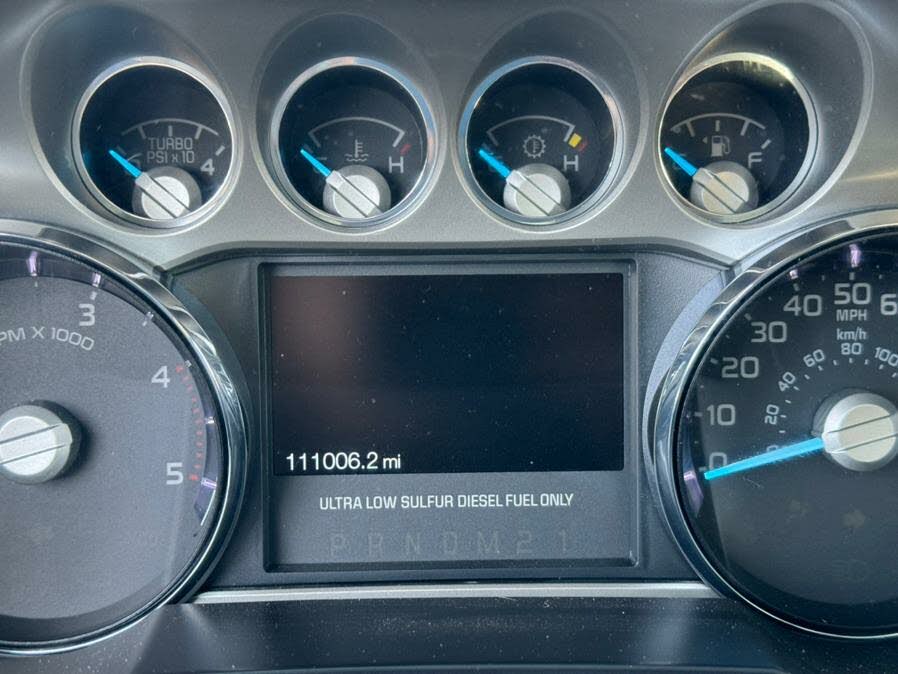 TURBO
PSI x 10
4
H
H
F
3
PM X 1000
4
5
0
10
20
30
40
50
6
MPH
km/h
20
40
60
80
100
111006.2 mi
ULTRA LOW SULFUR DIESEL FUEL ONLY
P R N D M 2 1